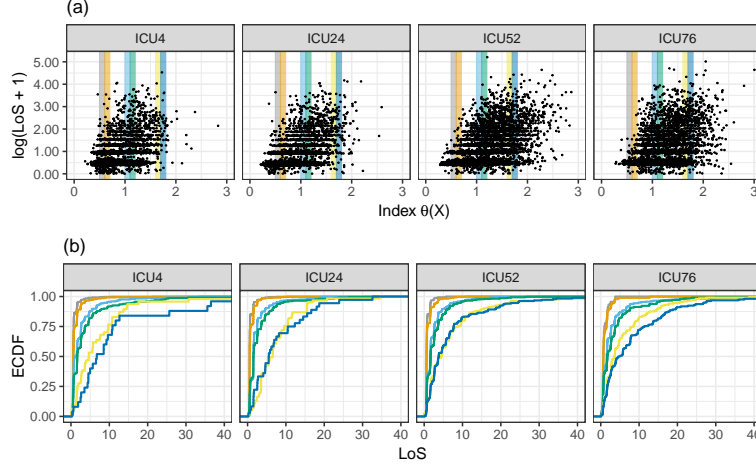 (a)
ICU4 ICU24 ICU52 ICU76
log(LoS + 1)
5.00
4.00
3.00
2.00
1.00
0.00
0 1 2 3 0 1 2 3 0 1 2 3 0 1 2 3
Index θ(X)
(b)
ICU4 ICU24 ICU52 ICU76
ECDF
1.00
0.75
0.50
0.25
0.00
0 10 20 30 40 0 10 20 30 40 0 10 20 30 40 0 10 20 30 40
LoS